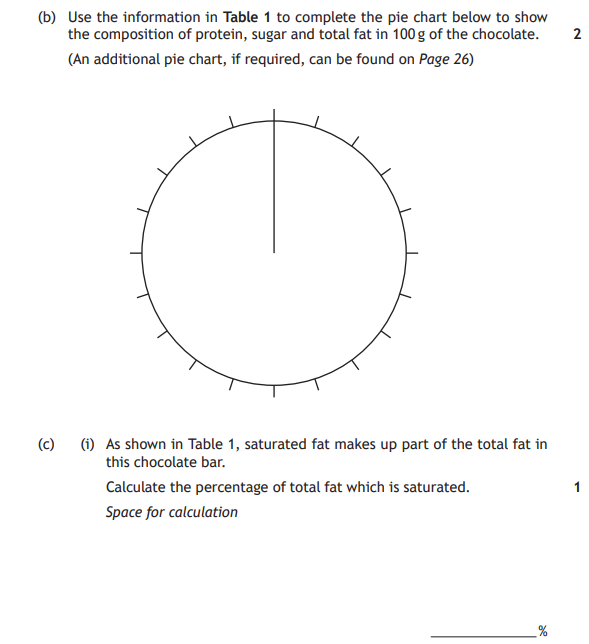 (b) Use the information in Table 1 to complete the pie chart below to show
the composition of protein, sugar and total fat in 100 g of the chocolate. 2
(An additional pie chart, if required, can be found on Page 26)
(c) (i) As shown in Table 1, saturated fat makes up part of the total fat in
this chocolate bar.
Calculate the percentage of total fat which is saturated. 1
Space for calculation
%